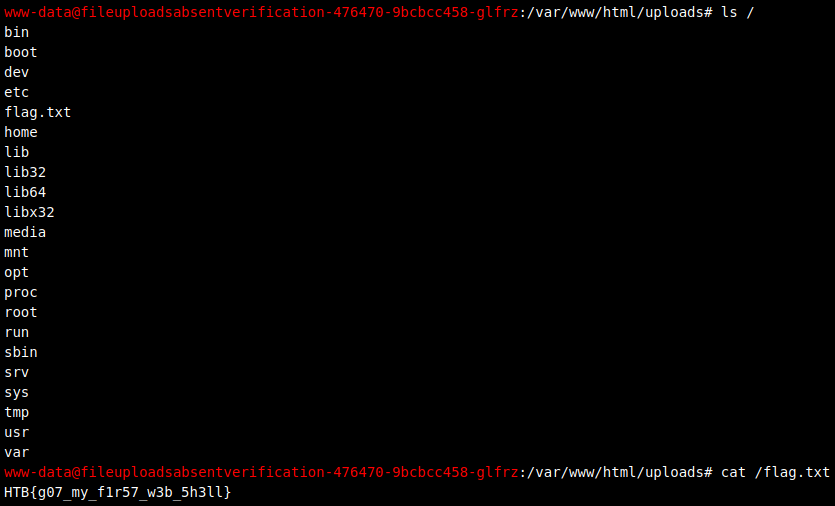 www-data@fileuploadsabsentverification-476470-9bcbcc458-glfrz:/var/www/html/uploads# ls /
bin
boot
dev
etc
flag.txt
home
lib
lib32
lib64
libx32
media
mnt
opt
proc
root
run
sbin
srv
sys
tmp
usr
var
www-data@fileuploadsabsentverification-476470-9bcbcc458-glfrz:/var/www/html/uploads# cat /flag.txt
HTB{g07_my_f1r57_w3b_5h3ll}